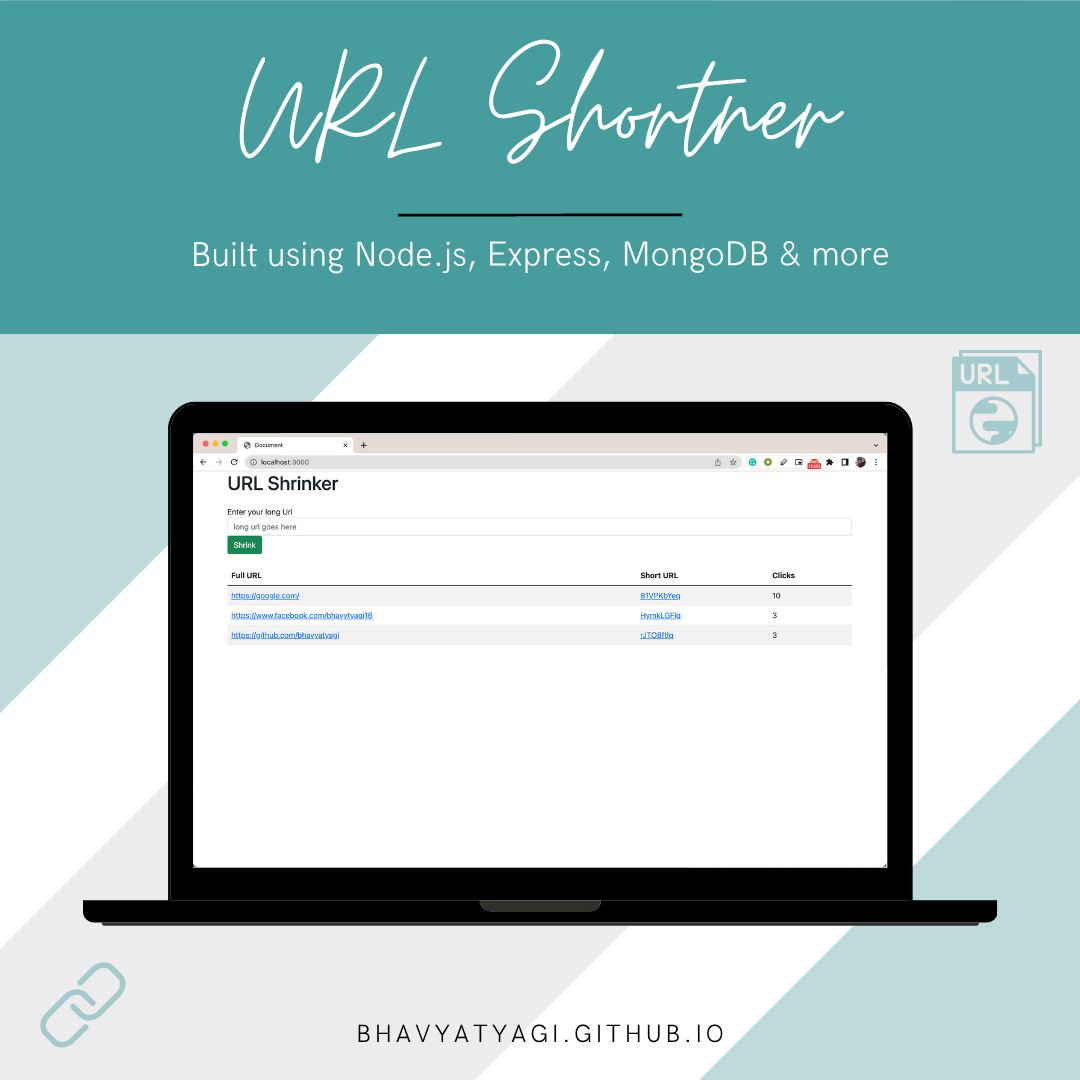 URL Shortner
Built using Node.js, Express, MongoDB & more
URL
Document
localhost:3000
URL Shrinker
Enter your long Url
long url goes here
Shrink
Full URL Short URL Clicks
https://google.com/ B1VPKbYeq 10
https://www.facebook.com/bhavytyagi16 HymkLGFlq 3
https://github.com/bhavyatyagi rJTO8ftlq 3
BHAVYATYAGI.GITHUB.IO